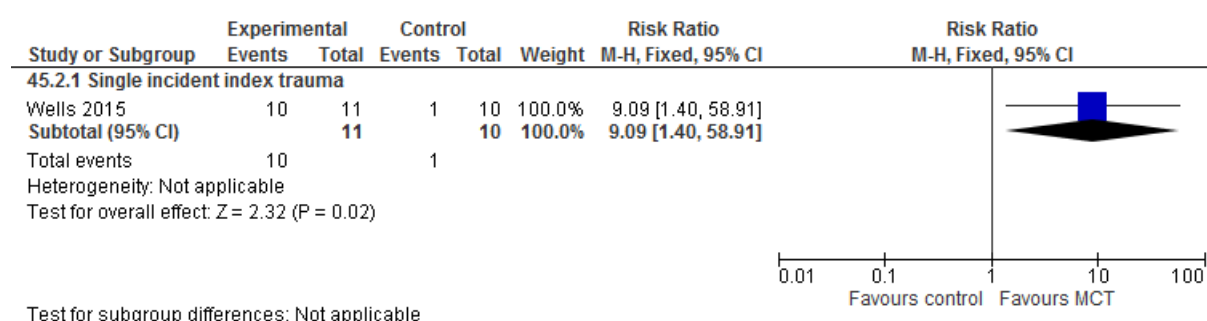 Experimental Control Risk Ratio Risk Ratio
Study or Subgroup Events Total Events Total Weight M-H, Fixed, 95% CI M-H, Fixed, 95% CI
45.2.1 Single incident index trauma
Wells 2015 10 11 1 10 100.0% 9.09 [1.40, 58.91]
Subtotal (95% CI) 11 10 100.0% 9.09 [1.40, 58.91]
Total events 10 1
Heterogeneity: Not applicable
Test for overall effect: Z = 2.32 (P = 0.02)
0.01 0.1 1 10 100
Favours control Favours MCT
Test for subgroup differences: Not applicable